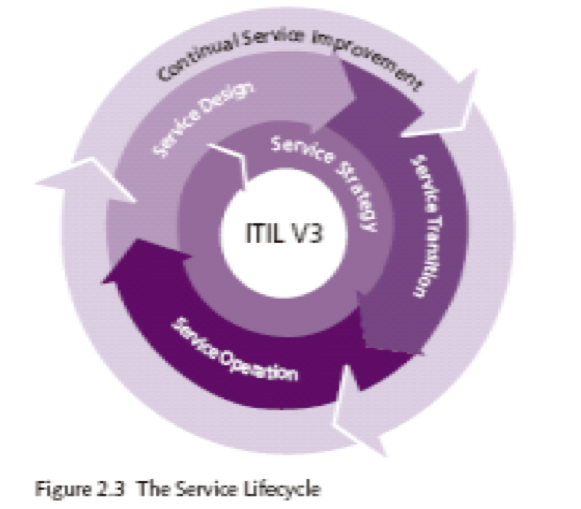 Continual Service Improvement
Service Design
Service Strategy
Service Transition
ITIL V3
Service Operation
Figure 2.3 The Service Lifecycle